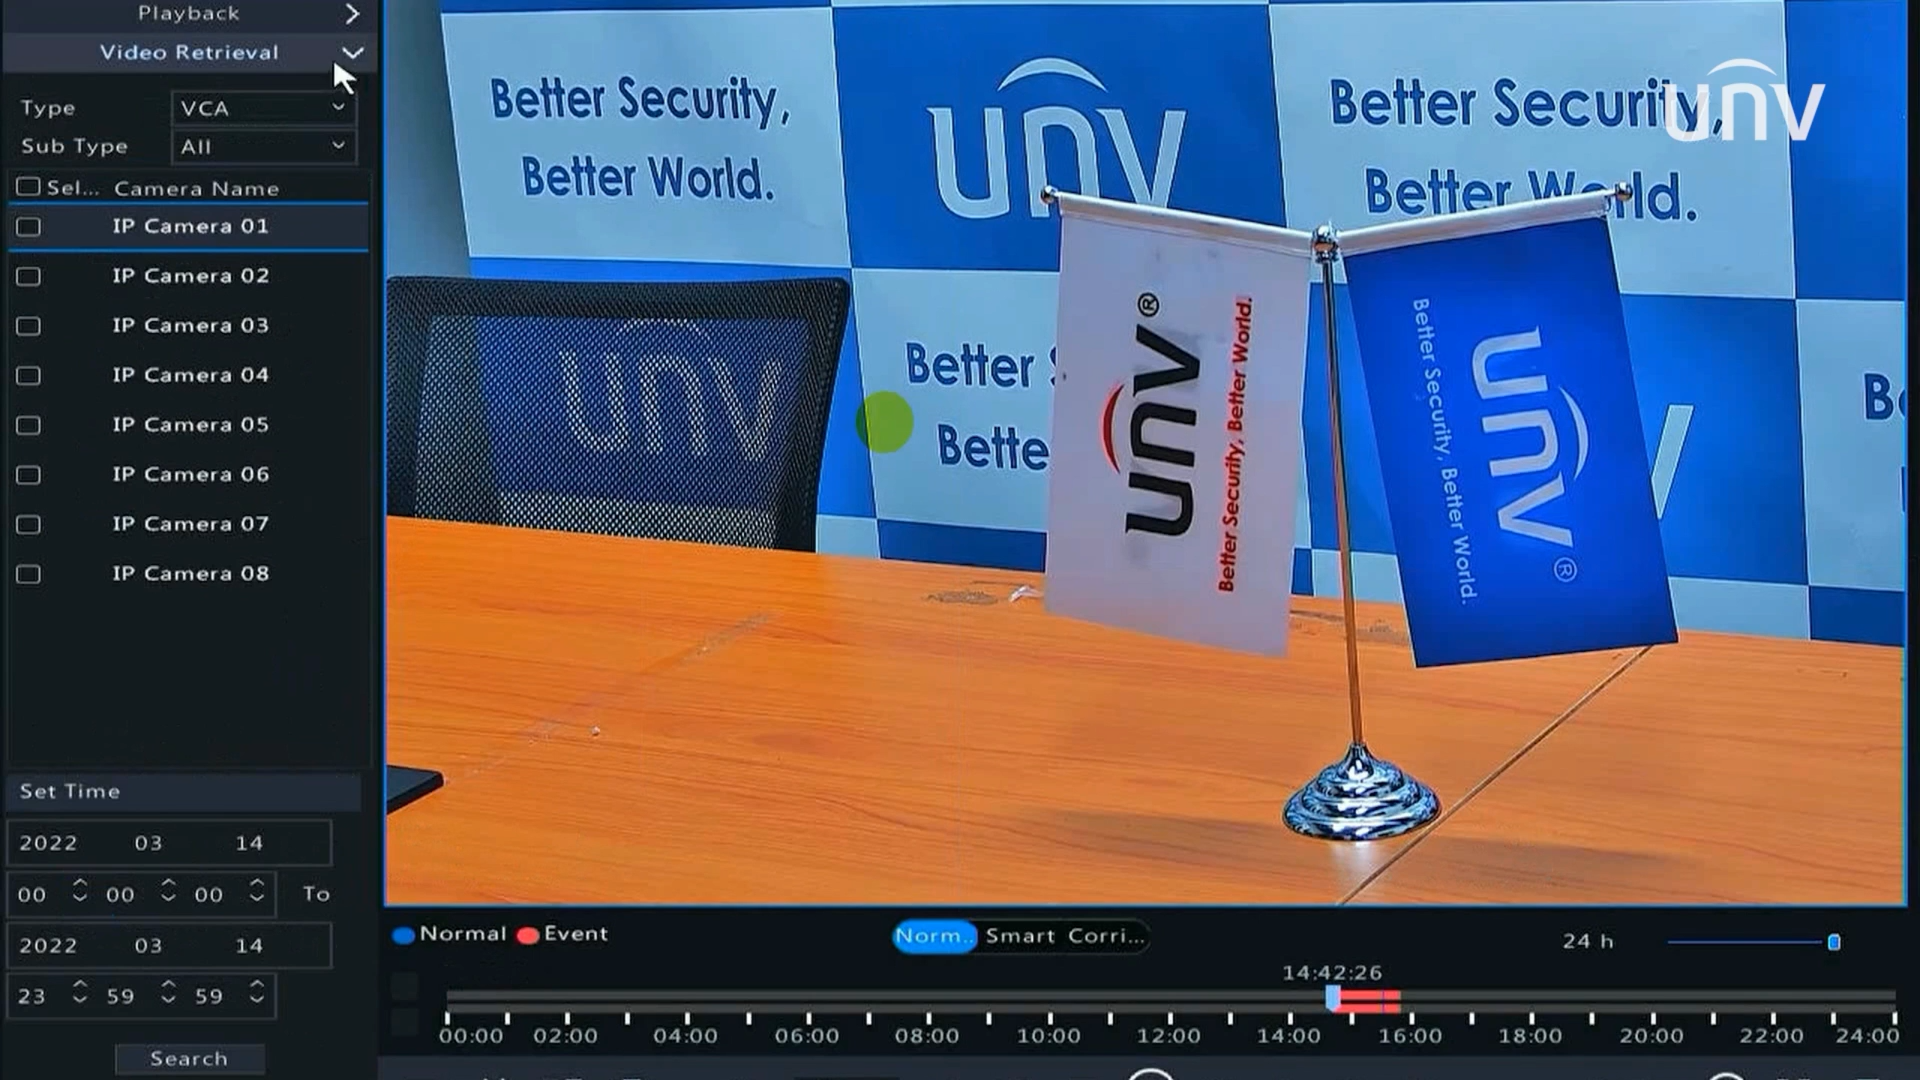 Playback
Video Retrieval
Type VCA
Sub Type All
Sel... Camera Name
IP Camera 01
IP Camera 02
IP Camera 03
IP Camera 04
IP Camera 05
IP Camera 06
IP Camera 07
IP Camera 08
Set Time
2022 03 14
00 00 00 To
2022 03 14
23 59 59
Search
Better Security,
Better World.
unv
Better Security,
Better World.
unv
unv
Better
Bette
unv®
Better Security, Better World.
unv®
Better Security, Better World.
Normal Event
Norm... Smart Corri...
24 h
14:42:26
00:00 02:00 04:00 06:00 08:00 10:00 12:00 14:00 16:00 18:00 20:00 22:00 24:00